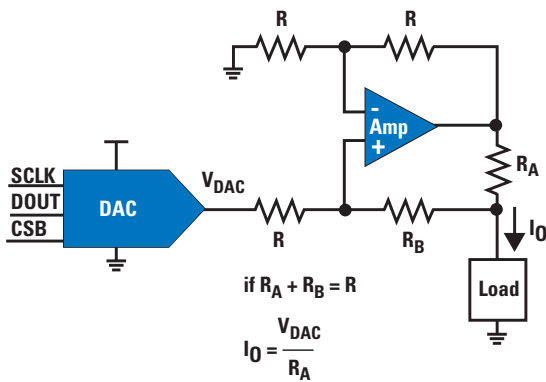 R R
-
Amp
+
R_A
SCLK
DOUT
CSB
DAC
V_DAC
R
R_B
I_O
Load
if R_A + R_B = R
I_O = V_DAC / R_A